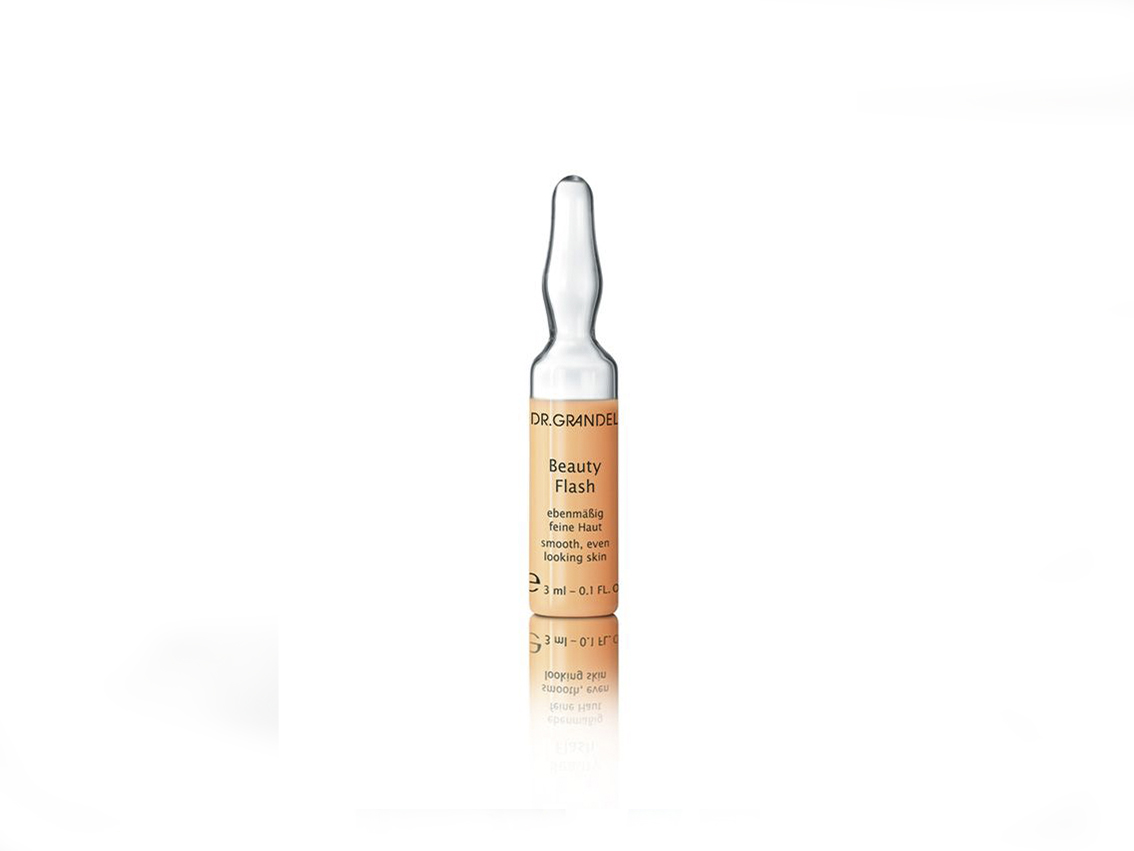 DR.GRANDEL
Beauty
Flash
ebenmäßig
feine Haut
smooth, even
looking skin
e 3 ml – 0.1 FL. O